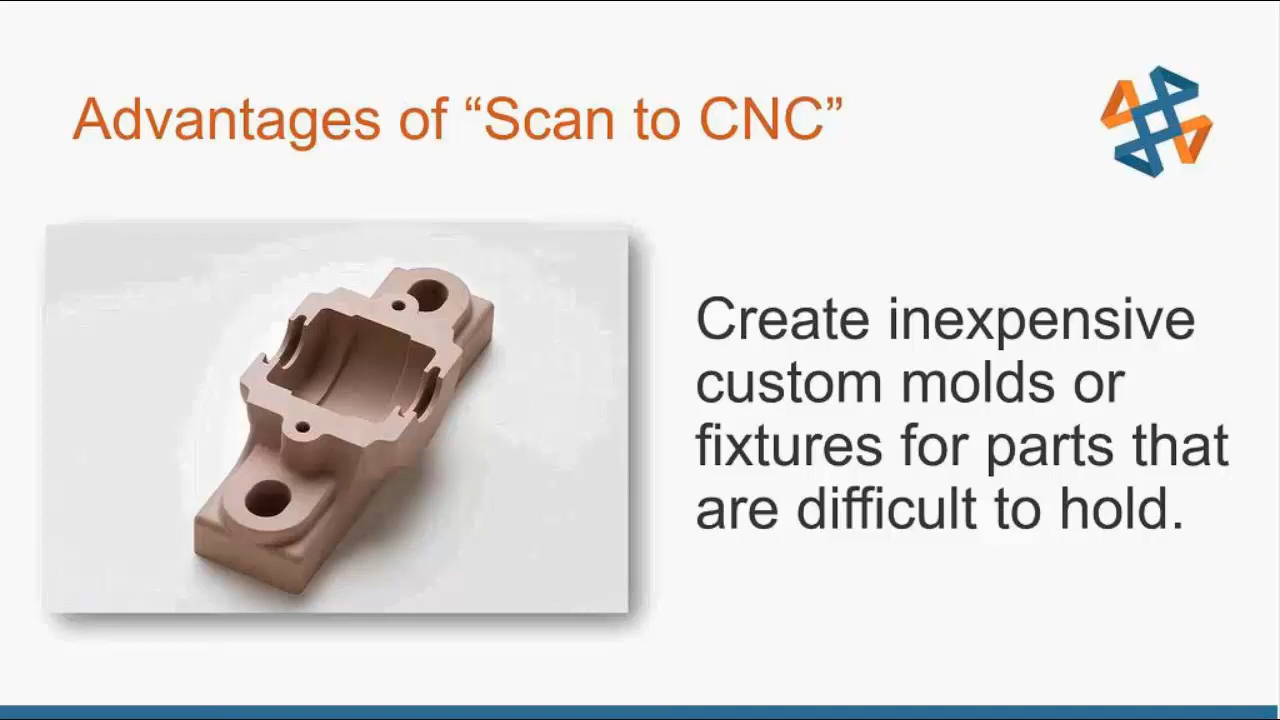 Advantages of “Scan to CNC”
Create inexpensive
custom molds or
fixtures for parts that
are difficult to hold.